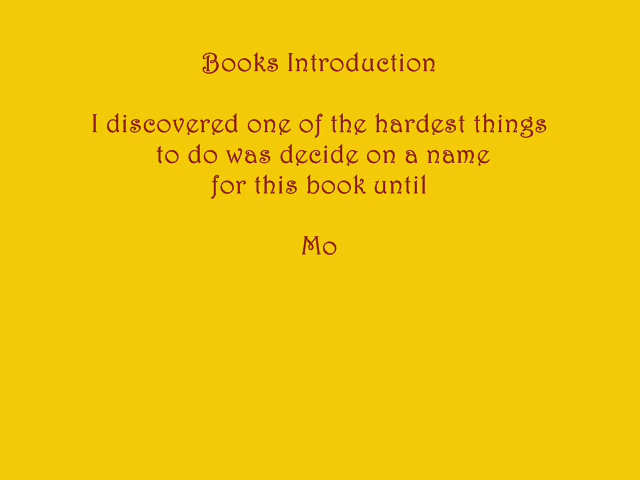 Books Introduction
I discovered one of the hardest things
to do was decide on a name
for this book until
Mo